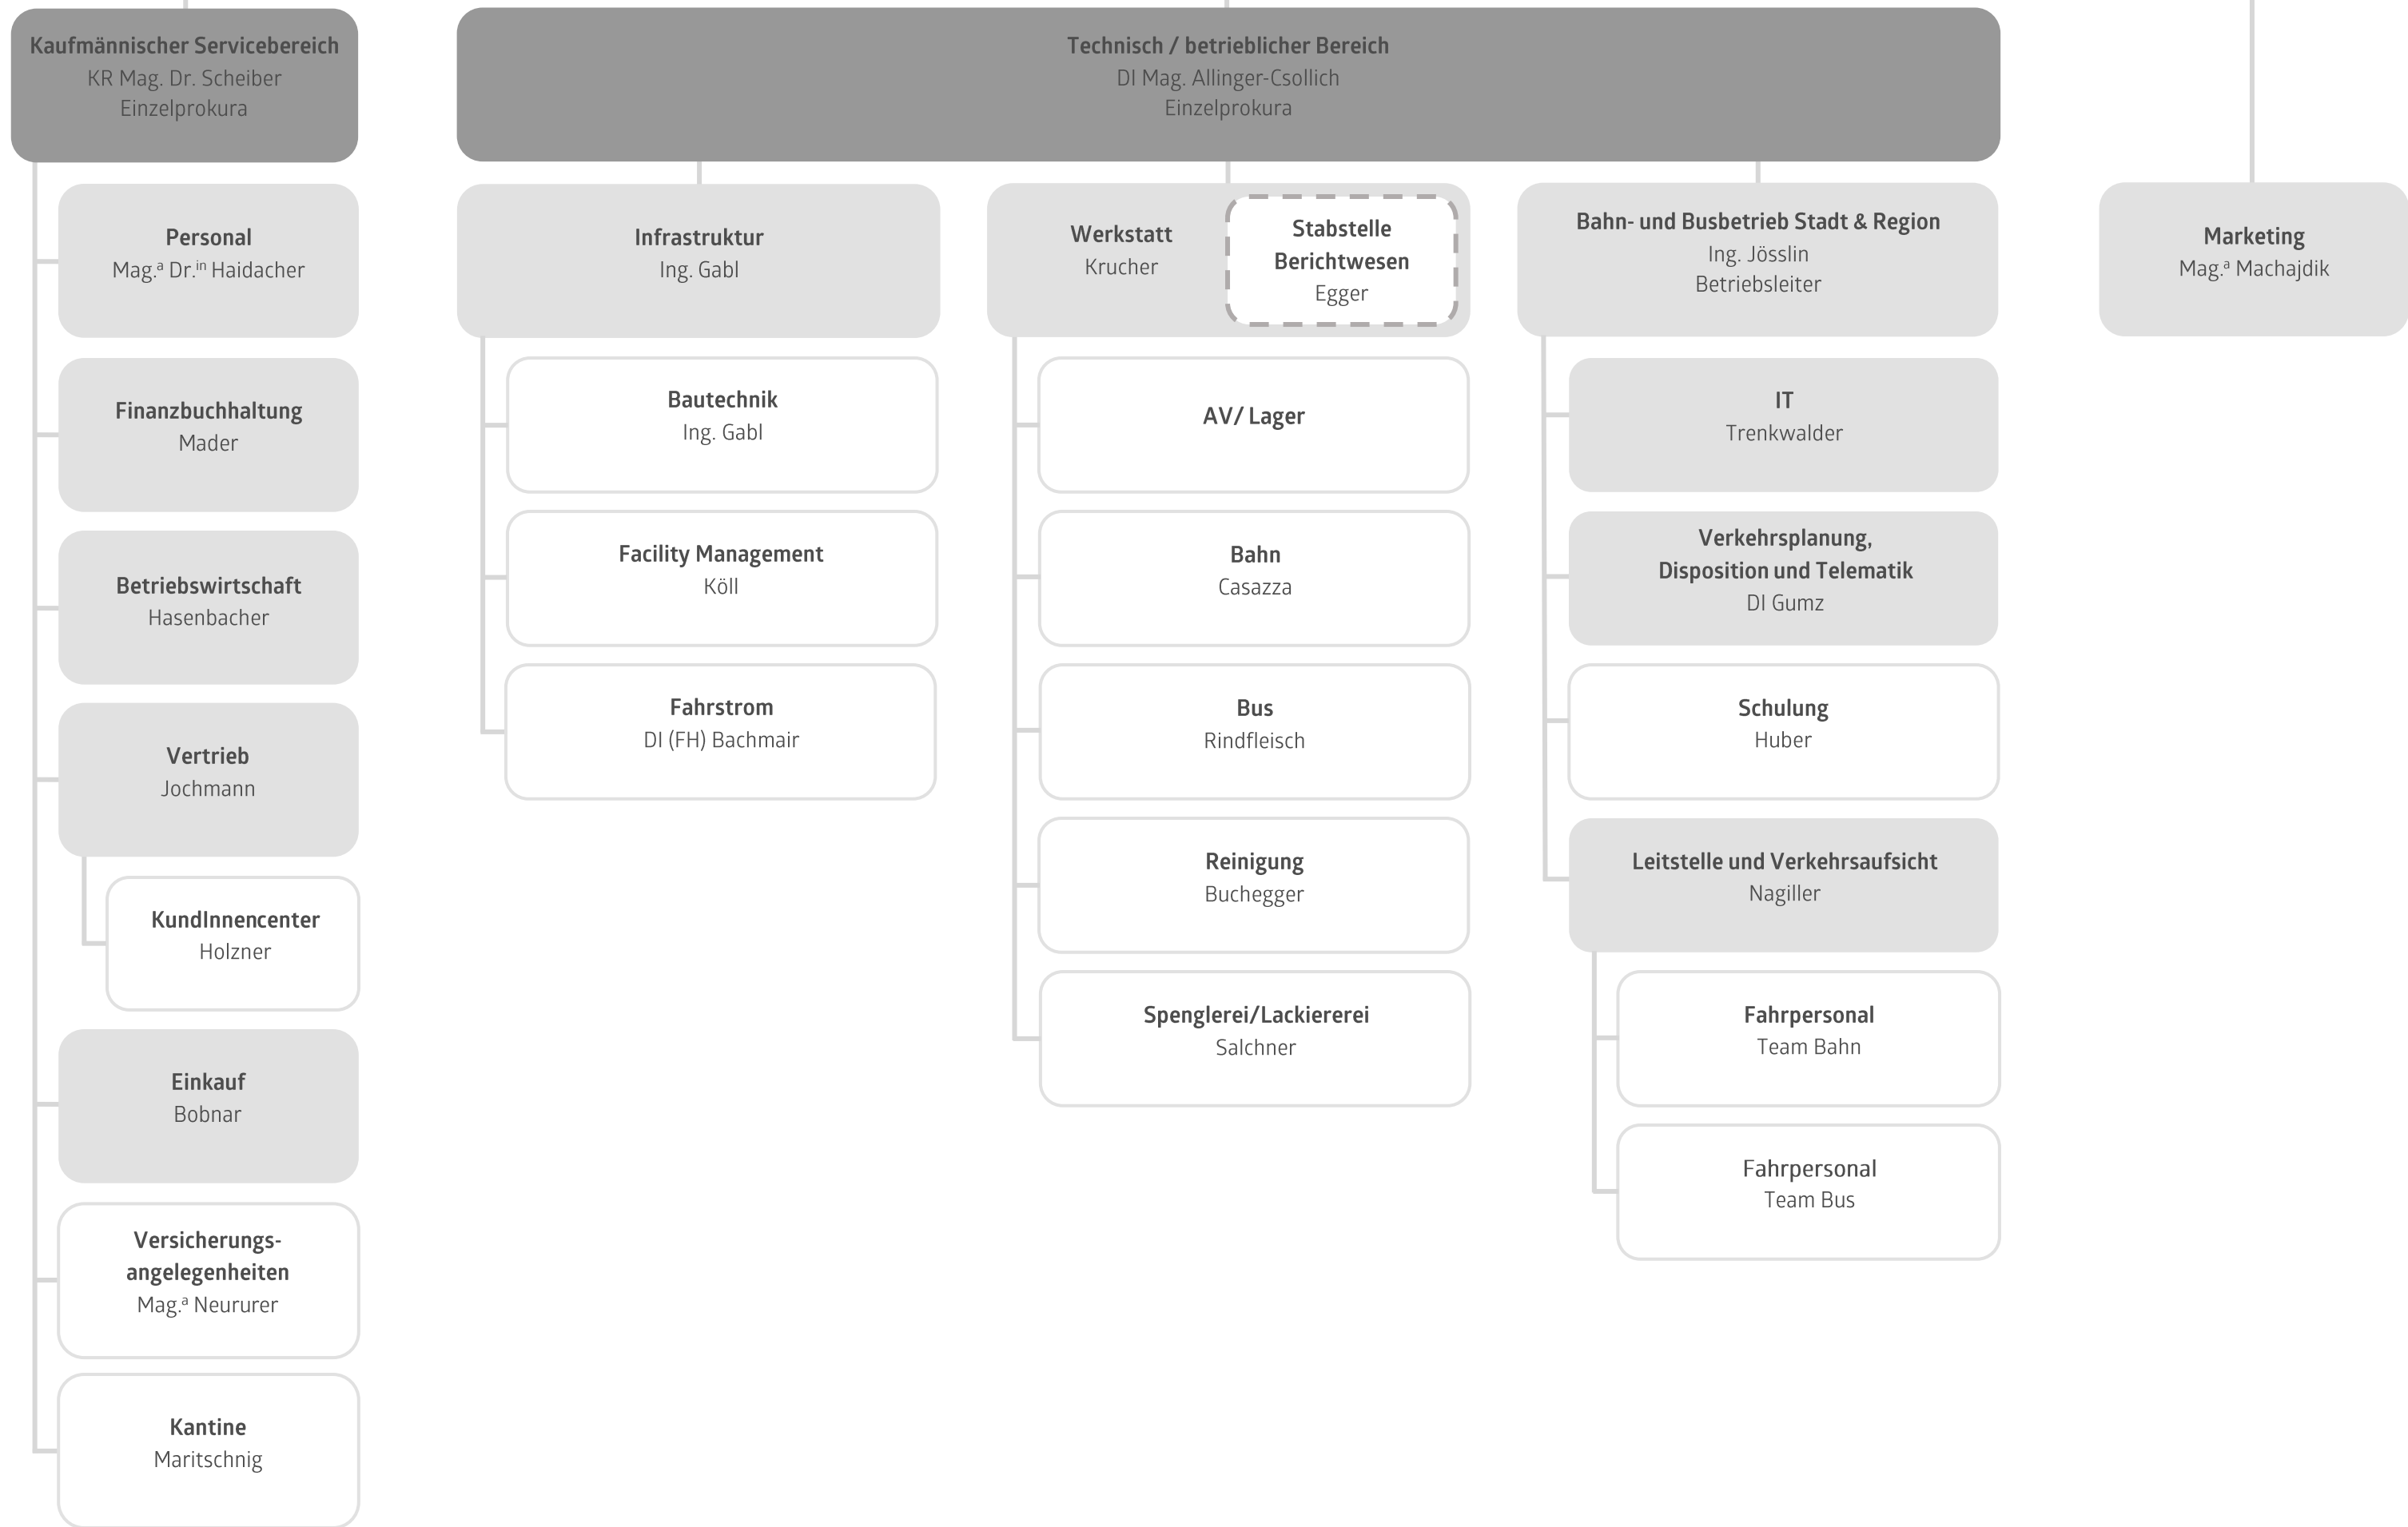 Kaufmännischer Servicebereich
KR Mag. Dr. Scheiber
Einzelprokura
Personal
Mag.ª Dr.ⁱⁿ Haidacher
Finanzbuchhaltung
Mader
Betriebswirtschaft
Hasenbacher
Vertrieb
Jochmann
KundInnencenter
Holzner
Einkauf
Bobnar
Versicherungs-
angelegenheiten
Mag.ª Neururer
Kantine
Maritschnig
Technisch / betrieblicher Bereich
DI Mag. Allinger-Csollich
Einzelprokura
Infrastruktur
Ing. Gabl
Bautechnik
Ing. Gabl
Facility Management
Köll
Fahrstrom
DI (FH) Bachmair
Werkstatt
Krucher
Stabstelle
Berichtwesen
Egger
AV/ Lager
Bahn
Casazza
Bus
Rindfleisch
Reinigung
Buchegger
Spenglerei/Lackiererei
Salchner
Bahn- und Busbetrieb Stadt & Region
Ing. Jösslin
Betriebsleiter
IT
Trenkwalder
Verkehrsplanung,
Disposition und Telematik
DI Gumz
Schulung
Huber
Leitstelle und Verkehrsaufsicht
Nagiller
Fahrpersonal
Team Bahn
Fahrpersonal
Team Bus
Marketing
Mag.ª Machajdik